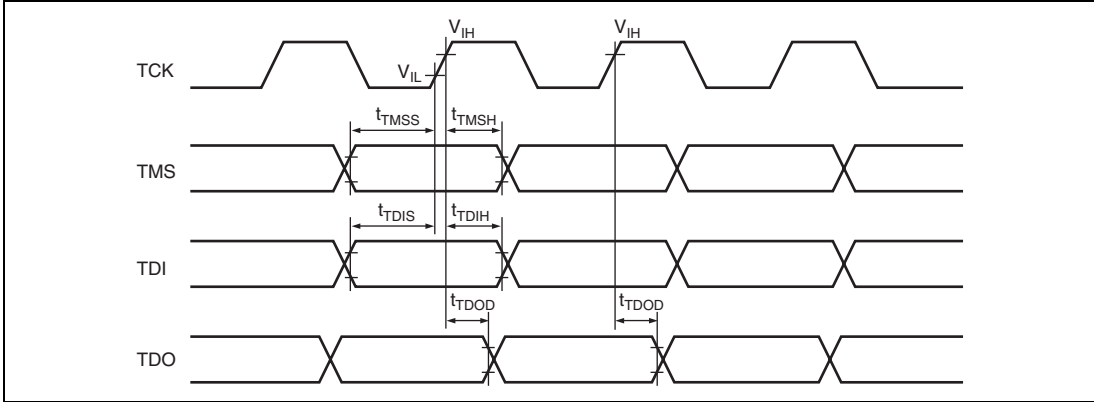 V_IH V_IH
TCK
V_IL
t_TMSS t_TMSH
TMS
t_TDIS t_TDIH
TDI
t_TDOD t_TDOD
TDO